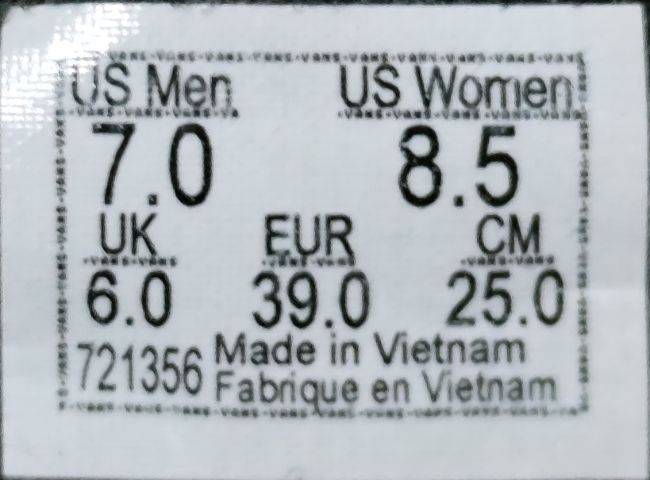 US Men US Women
7.0 8.5
UK EUR CM
6.0 39.0 25.0
721356 Made in Vietnam
Fabrique en Vietnam